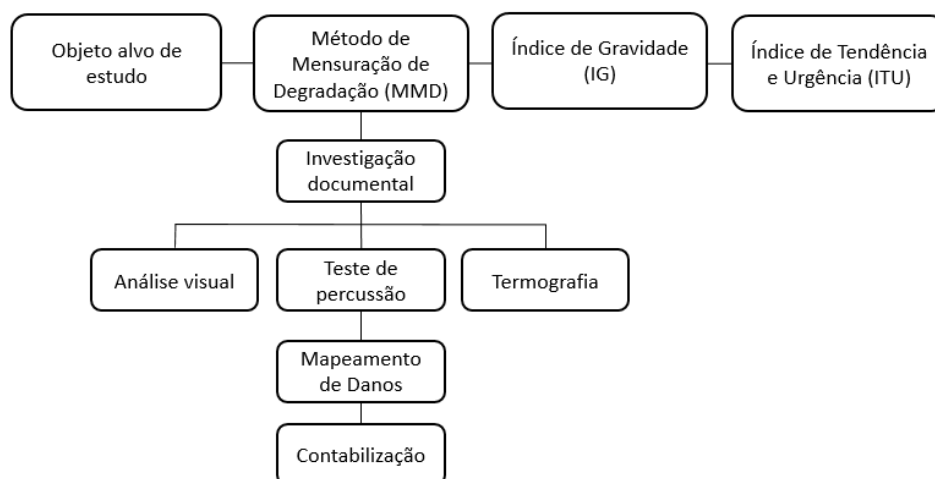 Objeto alvo de
estudo
Método de
Mensuração de
Degradação (MMD)
Índice de Gravidade
(IG)
Índice de Tendência
e Urgência (ITU)
Investigação
documental
Análise visual
Teste de
percussão
Termografia
Mapeamento
de Danos
Contabilização